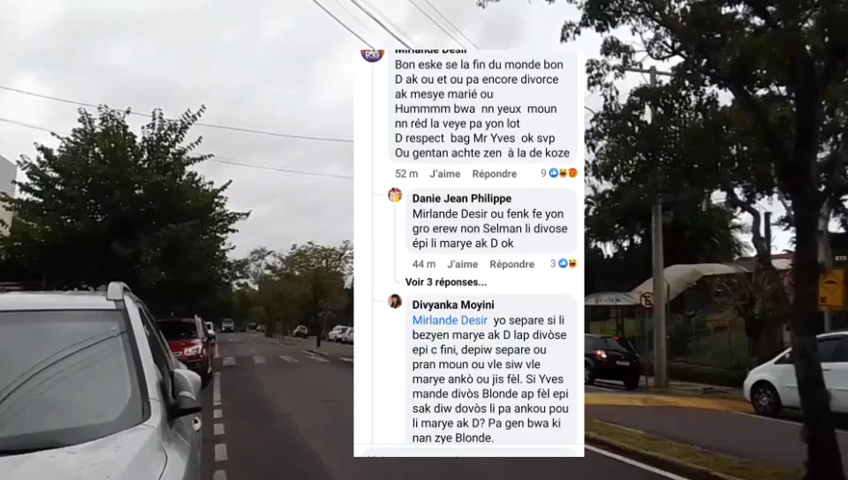 Mirlande Desir
Bon eske se la fin du monde bon
D ak ou et ou pa encore divorce
ak mesye marié ou
Hummmm bwa nn yeux moun
nn réd la veye pa yon lot
D respect bag Mr Yves ok svp
Ou gentan achte zen à la de koze
52 m J’aime Répondre 9
Danie Jean Philippe
Mirlande Desir ou fenk fe yon
gro erew non Selman li divose
épi li marye ak D ok
44 m J’aime Répondre 3
Voir 3 réponses...
Divyanka Moyini
Mirlande Desir yo separe si li
bezyen marye ak D lap divòse
epi c fini, depiw separe ou
pran moun ou vle siw vle
marye ankò ou jis fèl. Si Yves
mande divòs Blonde ap fèl epi
sak diw dovòs li pa ankou pou
li marye ak D? Pa gen bwa ki
nan zye Blonde.